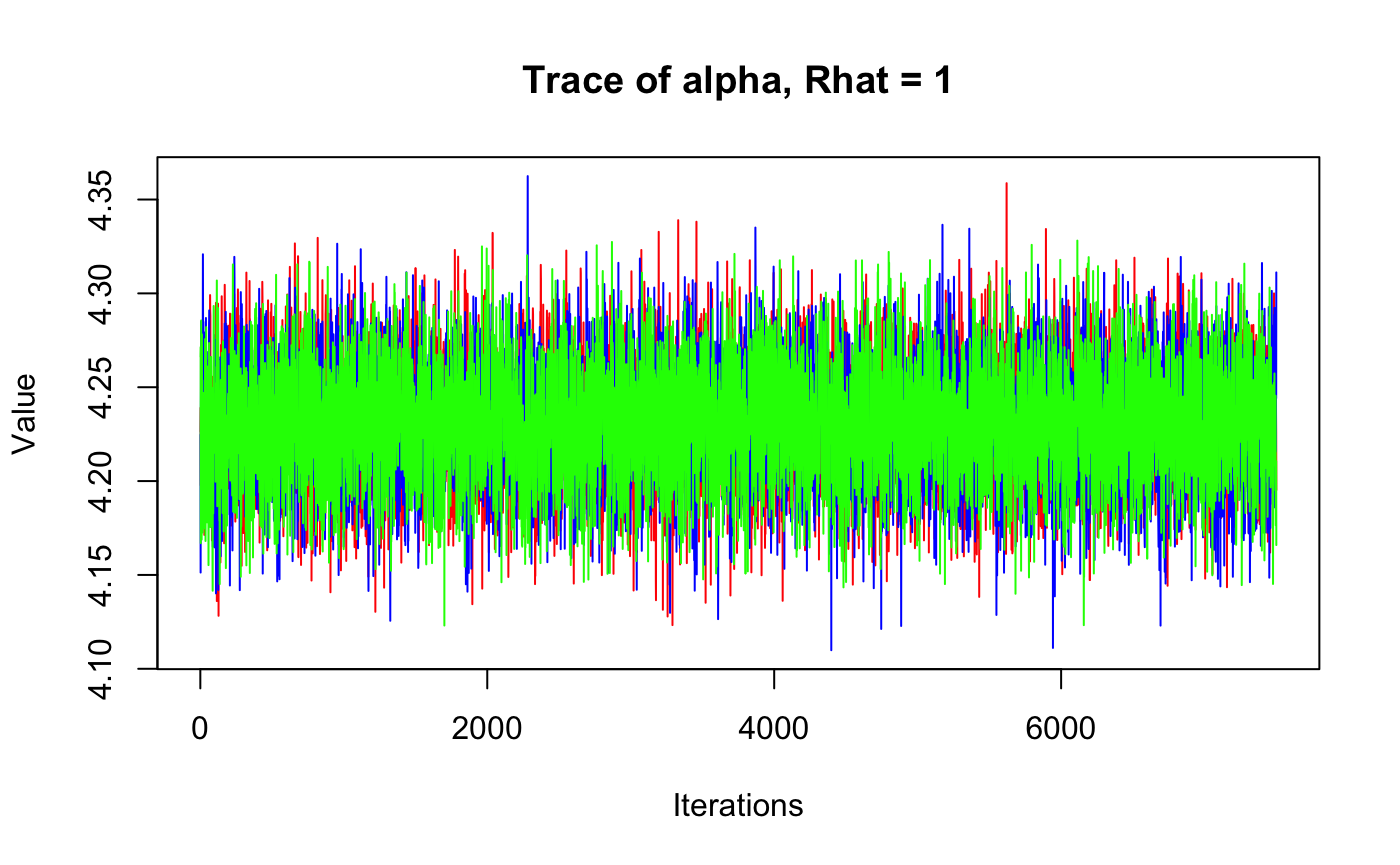 Trace of alpha, Rhat = 1
Value
4.35
4.30
4.25
4.20
4.15
4.10
0 2000 4000 6000
Iterations